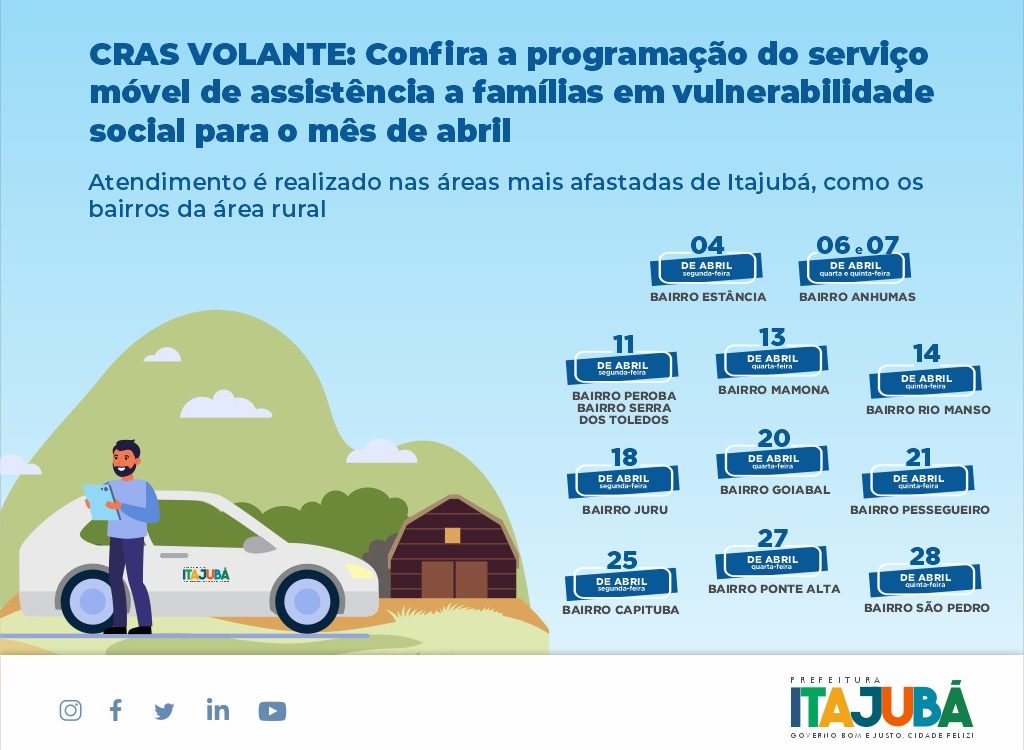 CRAS VOLANTE: Confira a programação do serviço
móvel de assistência a famílias em vulnerabilidade
social para o mês de abril
Atendimento é realizado nas áreas mais afastadas de Itajubá, como os
bairros da área rural
04
DE ABRIL
segunda-feira
BAIRRO ESTÂNCIA
06 e 07
DE ABRIL
quarta e quinta-feira
BAIRRO ANHUMAS
11
DE ABRIL
segunda-feira
BAIRRO PEROBA
BAIRRO SERRA
DOS TOLEDOS
13
DE ABRIL
quarta-feira
BAIRRO MAMONA
14
DE ABRIL
quinta-feira
BAIRRO RIO MANSO
18
DE ABRIL
segunda-feira
BAIRRO JURU
20
DE ABRIL
quarta-feira
BAIRRO GOIABAL
21
DE ABRIL
quinta-feira
BAIRRO PESSEGUEIRO
25
DE ABRIL
segunda-feira
BAIRRO CAPITUBA
27
DE ABRIL
quarta-feira
BAIRRO PONTE ALTA
28
DE ABRIL
quinta-feira
BAIRRO SÃO PEDRO
ITAJUBÁ
PREFEITURA
ITAJUBÁ
GOVERNO BOM E JUSTO, CIDADE FELIZ!